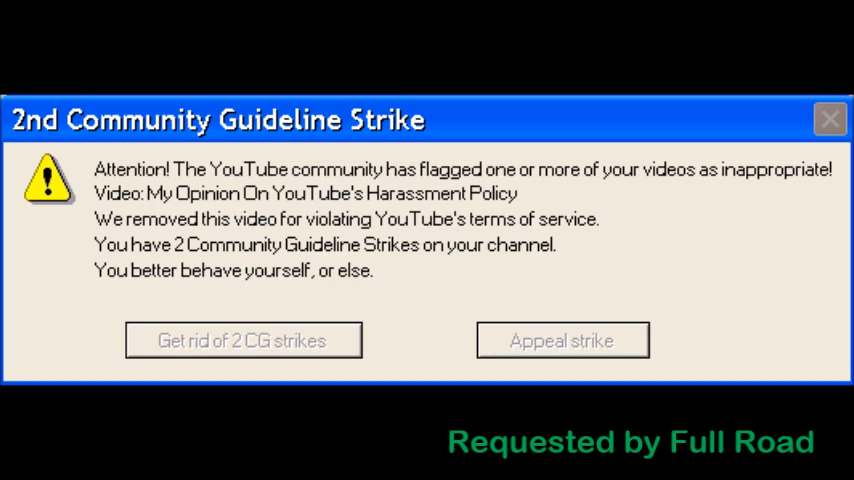 2nd Community Guideline Strike
Attention! The YouTube community has flagged one or more of your videos as inappropriate!
Video: My Opinion On YouTube's Harassment Policy
We removed this video for violating YouTube's terms of service.
You have 2 Community Guideline Strikes on your channel.
You better behave yourself, or else.
Get rid of 2 CG strikes
Appeal strike
Requested by Full Road